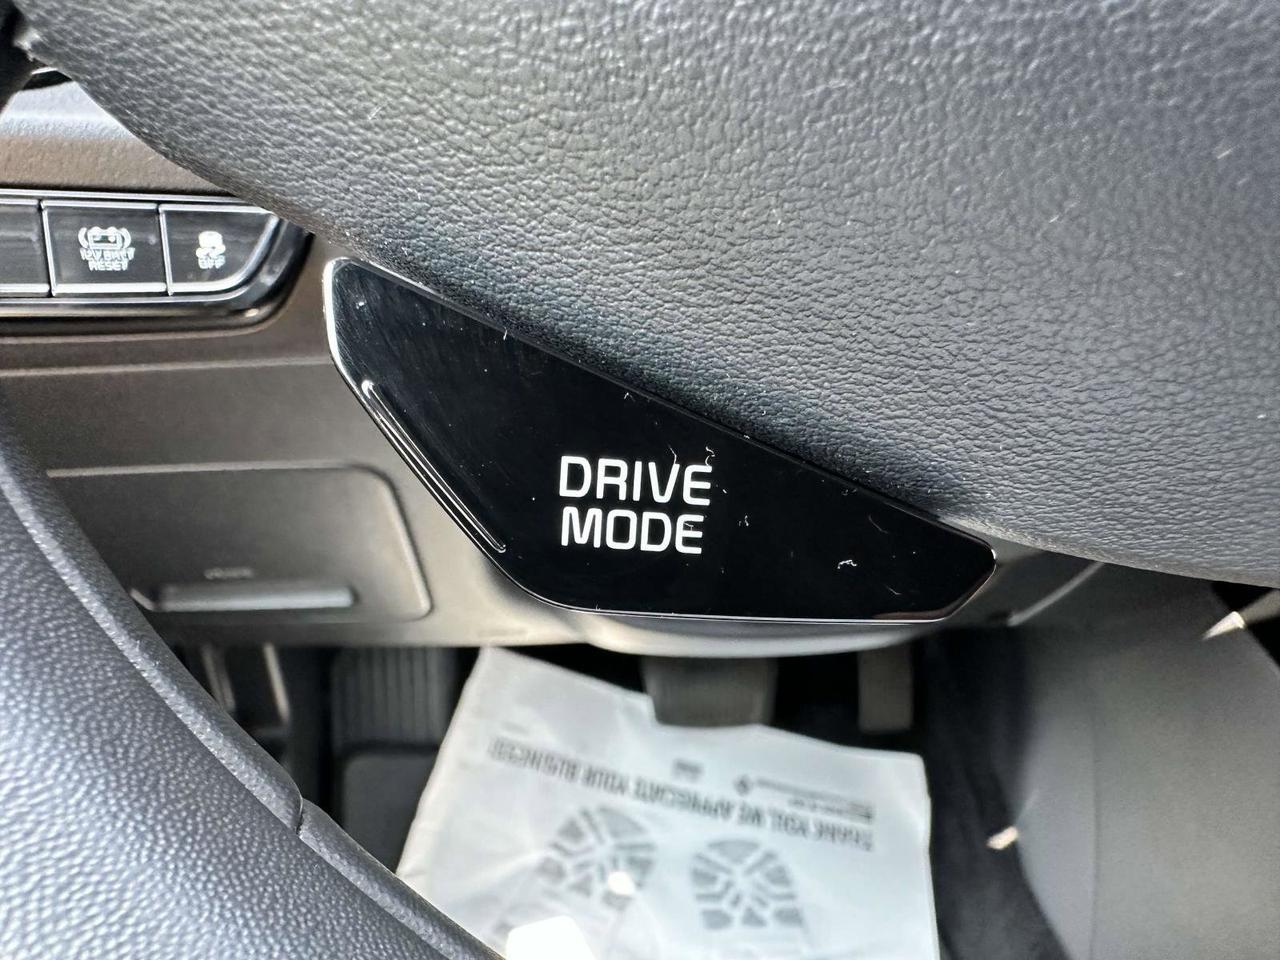 12V BATT
RESET
OFF
DRIVE
MODE
THANK YOU, WE APPRECIATE YOUR BUSINESS!